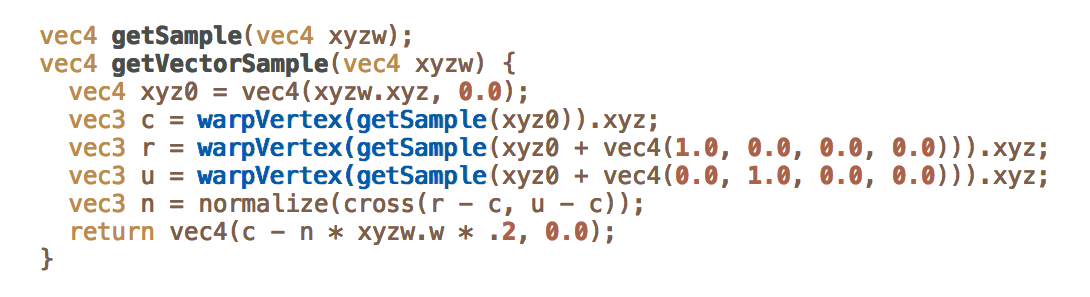 vec4 getSample(vec4 xyzw);
vec4 getVectorSample(vec4 xyzw) {
  vec4 xyz0 = vec4(xyzw.xyz, 0.0);
  vec3 c = warpVertex(getSample(xyz0)).xyz;
  vec3 r = warpVertex(getSample(xyz0 + vec4(1.0, 0.0, 0.0, 0.0))).xyz;
  vec3 u = warpVertex(getSample(xyz0 + vec4(0.0, 1.0, 0.0, 0.0))).xyz;
  vec3 n = normalize(cross(r - c, u - c));
  return vec4(c - n * xyzw.w * .2, 0.0);
}